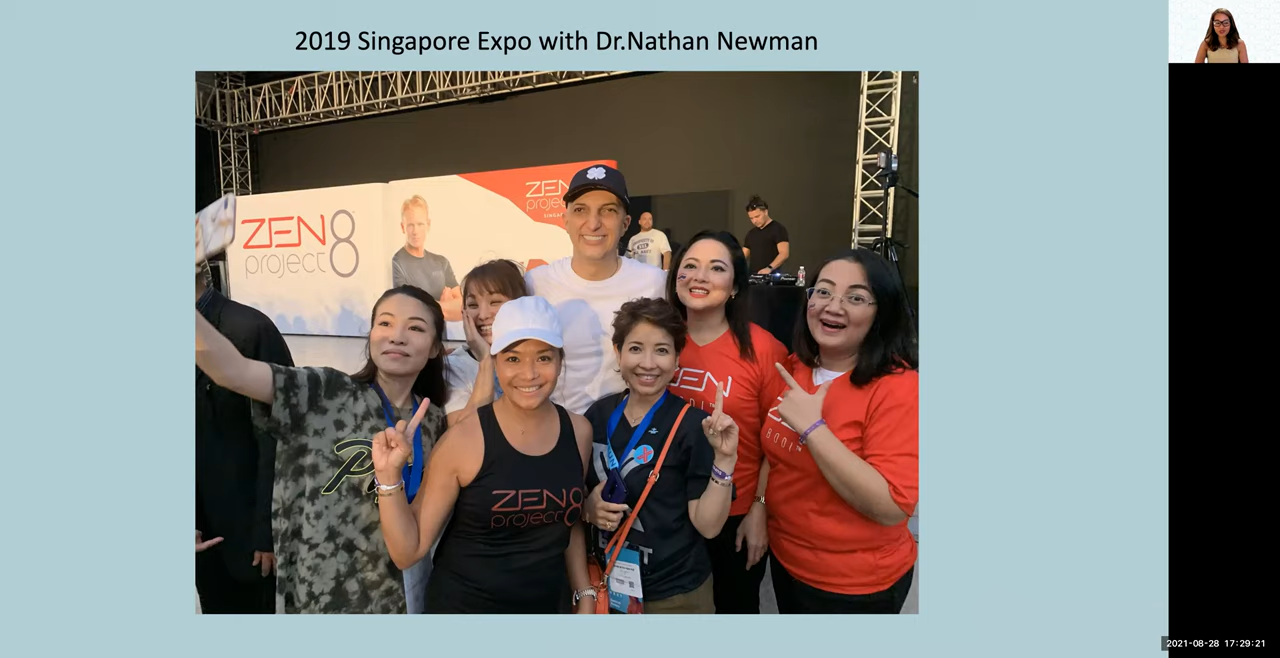 2019 Singapore Expo with Dr.Nathan Newman
ZEN
project
8
ZEN
ZEN
project 8
ZEN
2021-08-28 17:29:21